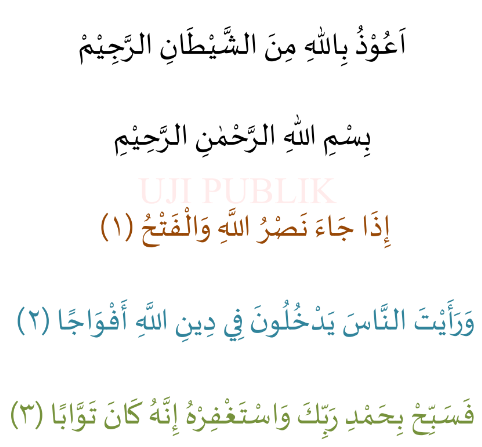 اَعُوْذُ بِاللهِ مِنَ الشَّيْطَانِ الرَّجِيْمْ
بِسْمِ اللهِ الرَّحْمٰنِ الرَّحِيْمِ
UJI PUBLIK
إِذَا جَاءَ نَصْرُ اللَّهِ وَالْفَتْحُ (١)
وَرَأَيْتَ النَّاسَ يَدْخُلُونَ فِي دِينِ اللَّهِ أَفْوَاجًا (٢)
فَسَبِّحْ بِحَمْدِ رَبِّكَ وَاسْتَغْفِرْهُ إِنَّهُ كَانَ تَوَّابًا (٣)